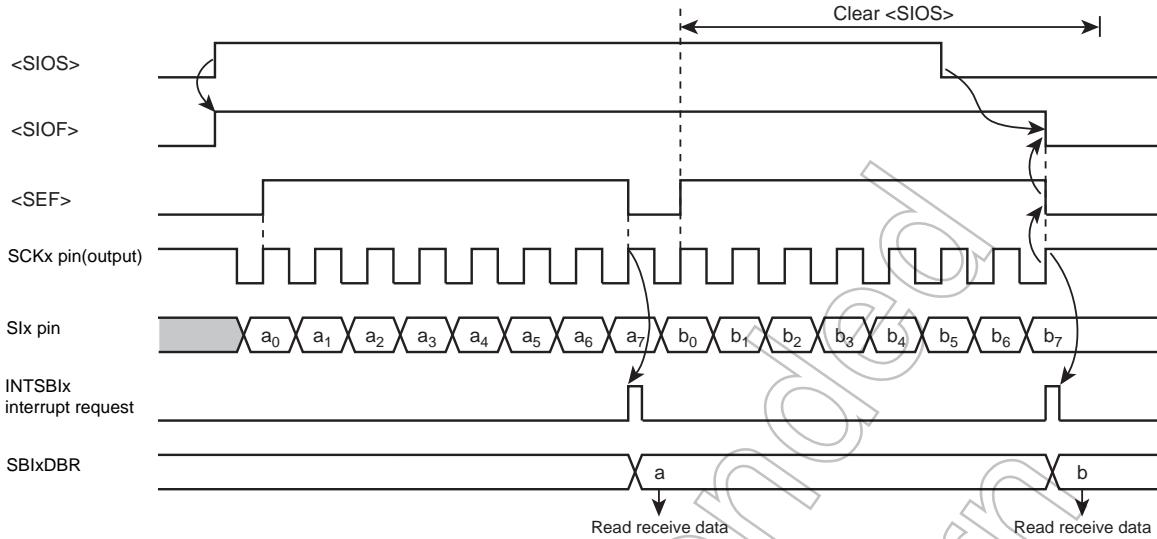 Clear <SIOS>
<SIOS>
<SIOF>
<SEF>
SCKx pin(output)
SIx pin
a0 a1 a2 a3 a4 a5 a6 a7 b0 b1 b2 b3 b4 b5 b6 b7
INTSBIx
interrupt request
SBIxDBR
a
b
Read receive data
Read receive data